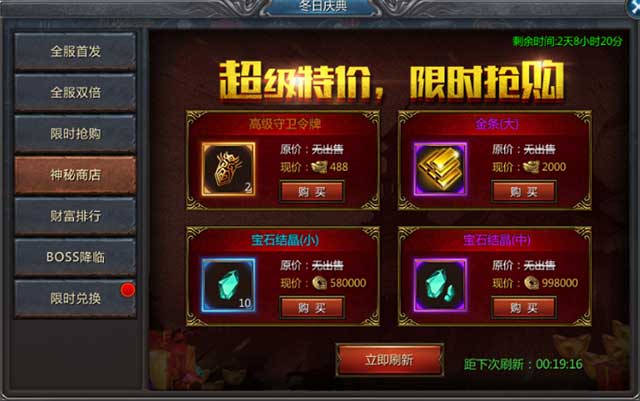 冬日庆典
剩余时间:2天8小时20分
全服首发
全服双倍
限时抢购
神秘商店
财富排行
BOSS降临
限时兑换
超级特价，限时抢购
高级守卫令牌
2
原价：无出售
现价：488
购买
金条(大)
原价：无出售
现价：2000
购买
宝石结晶(小)
10
原价：无出售
现价：580000
购买
宝石结晶(中)
原价：无出售
现价：998000
购买
立即刷新
距下次刷新：00:19:16